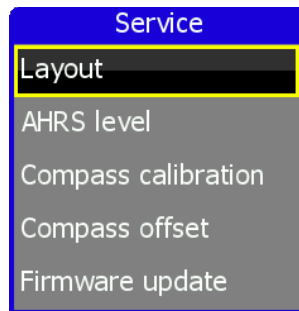 Service
Layout
AHRS level
Compass calibration
Compass offset
Firmware update